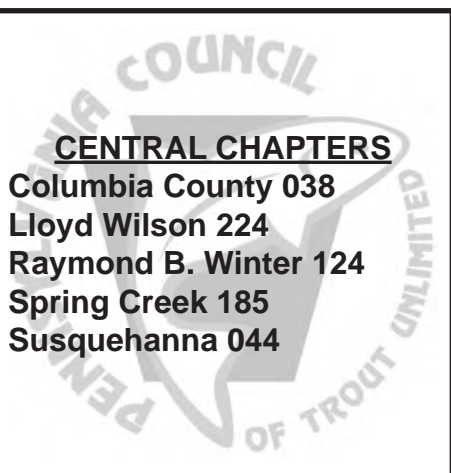 PENNSYLVANIA COUNCIL
OF TROUT UNLIMITED
CENTRAL CHAPTERS
Columbia County 038
Lloyd Wilson 224
Raymond B. Winter 124
Spring Creek 185
Susquehanna 044